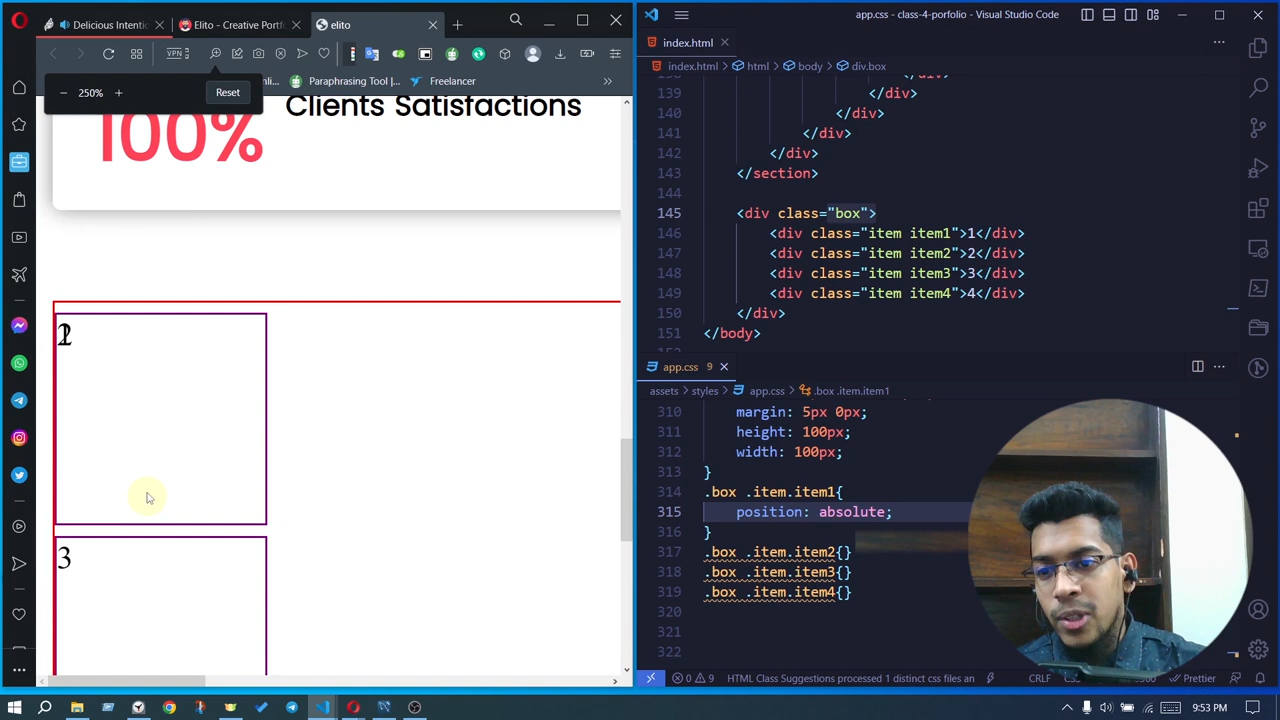 Delicious Intentic
Elito - Creative Portf
elito
VPN
250%
Reset
nli...
Paraphrasing Tool |...
Freelancer
Clients Satisfactions
100%
1
2
3
app.css - class-4-porfolio - Visual Studio Code
index.html
index.html > html > body > div.box
138 </div>
139 </div>
140 </div>
141 </div>
142 </div>
143 </section>
144
145 <div class="box">
146 <div class="item item1">1</div>
147 <div class="item item2">2</div>
148 <div class="item item3">3</div>
149 <div class="item item4">4</div>
150 </div>
151 </body>
app.css 9
assets > styles > app.css > .box .item.item1
310 margin: 5px 0px;
311 height: 100px;
312 width: 100px;
313 }
314 .box .item.item1{
315 position: absolute;
316 }
317 .box .item.item2{}
318 .box .item.item3{}
319 .box .item.item4{}
320
321
322
0 9 HTML Class Suggestions processed 1 distinct css files an CRLF Prettier
9:53 PM